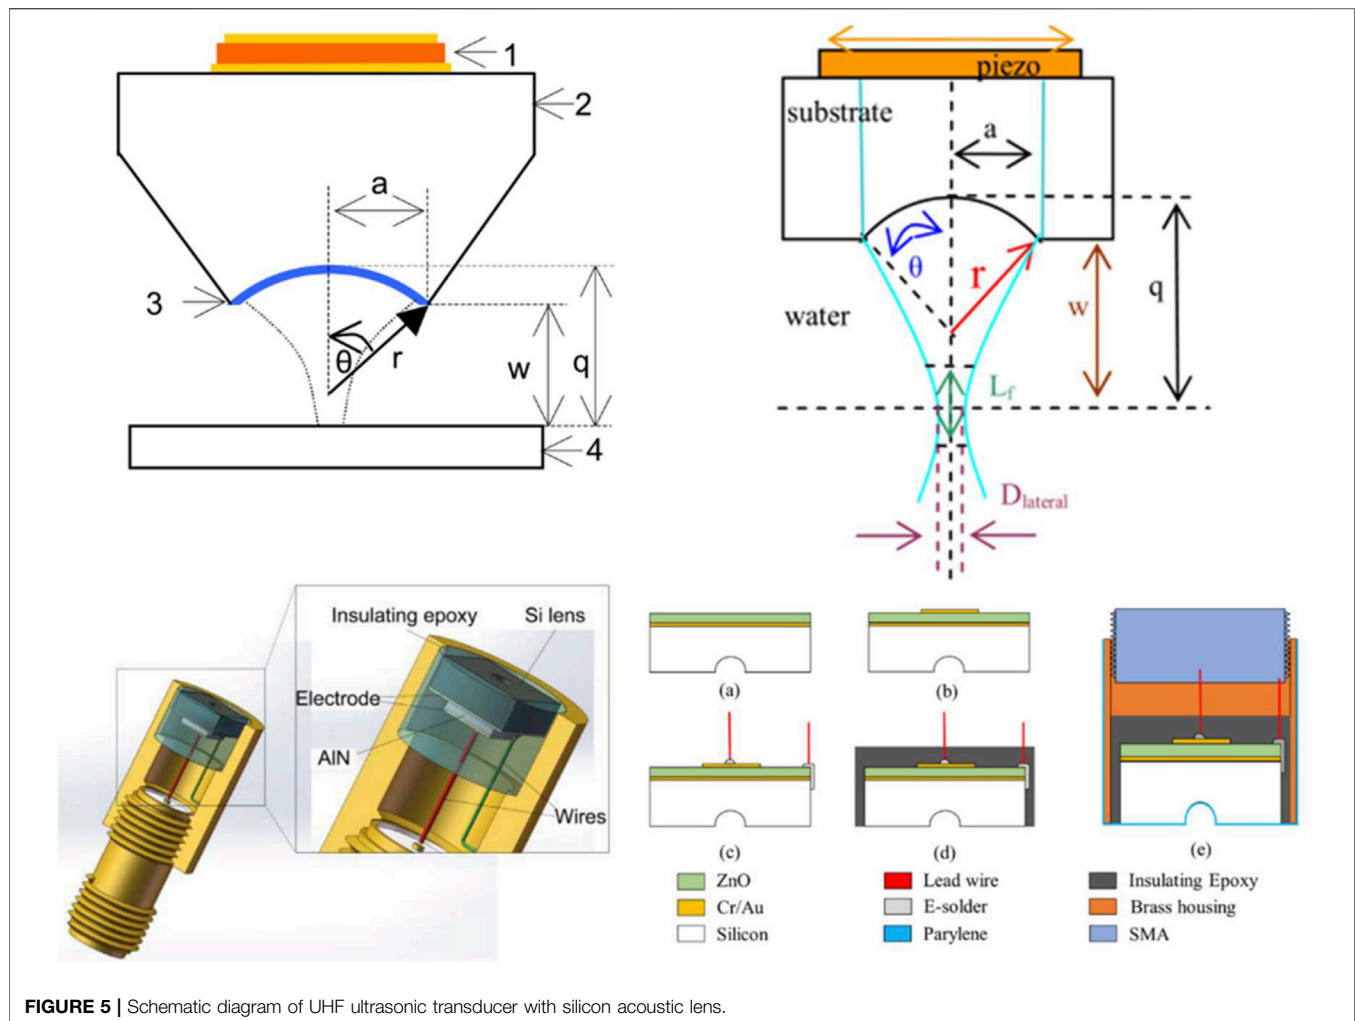 1
2
a
3
θ
r
w
q
4
piezo
substrate
a
θ
r
water
w
q
Lf
Dlateral
Insulating epoxy
Si lens
Electrode
AlN
Wires
(a)
(b)
(c)
(d)
(e)
ZnO
Cr/Au
Silicon
Lead wire
E-solder
Parylene
Insulating Epoxy
Brass housing
SMA
FIGURE 5 | Schematic diagram of UHF ultrasonic transducer with silicon acoustic lens.